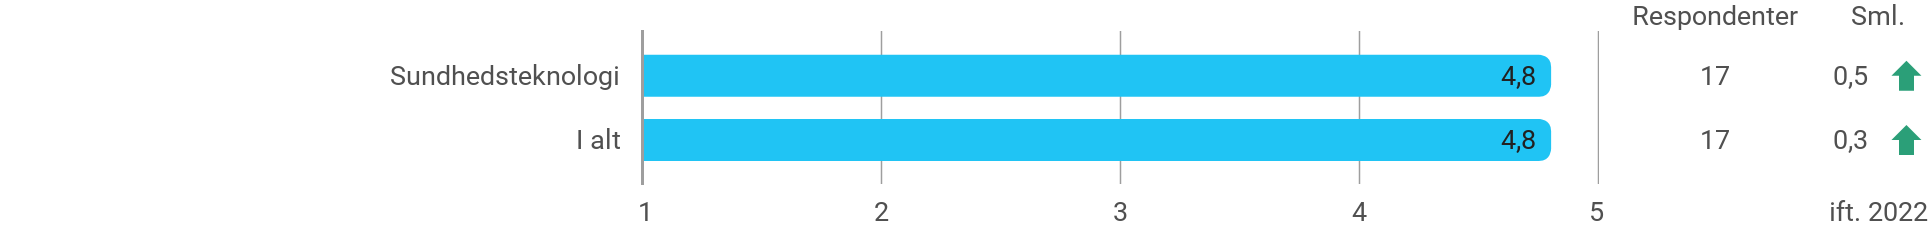 Respondenter Sml.
Sundhedsteknologi 4,8 17 0,5
I alt 4,8 17 0,3
1 2 3 4 5 ift. 2022